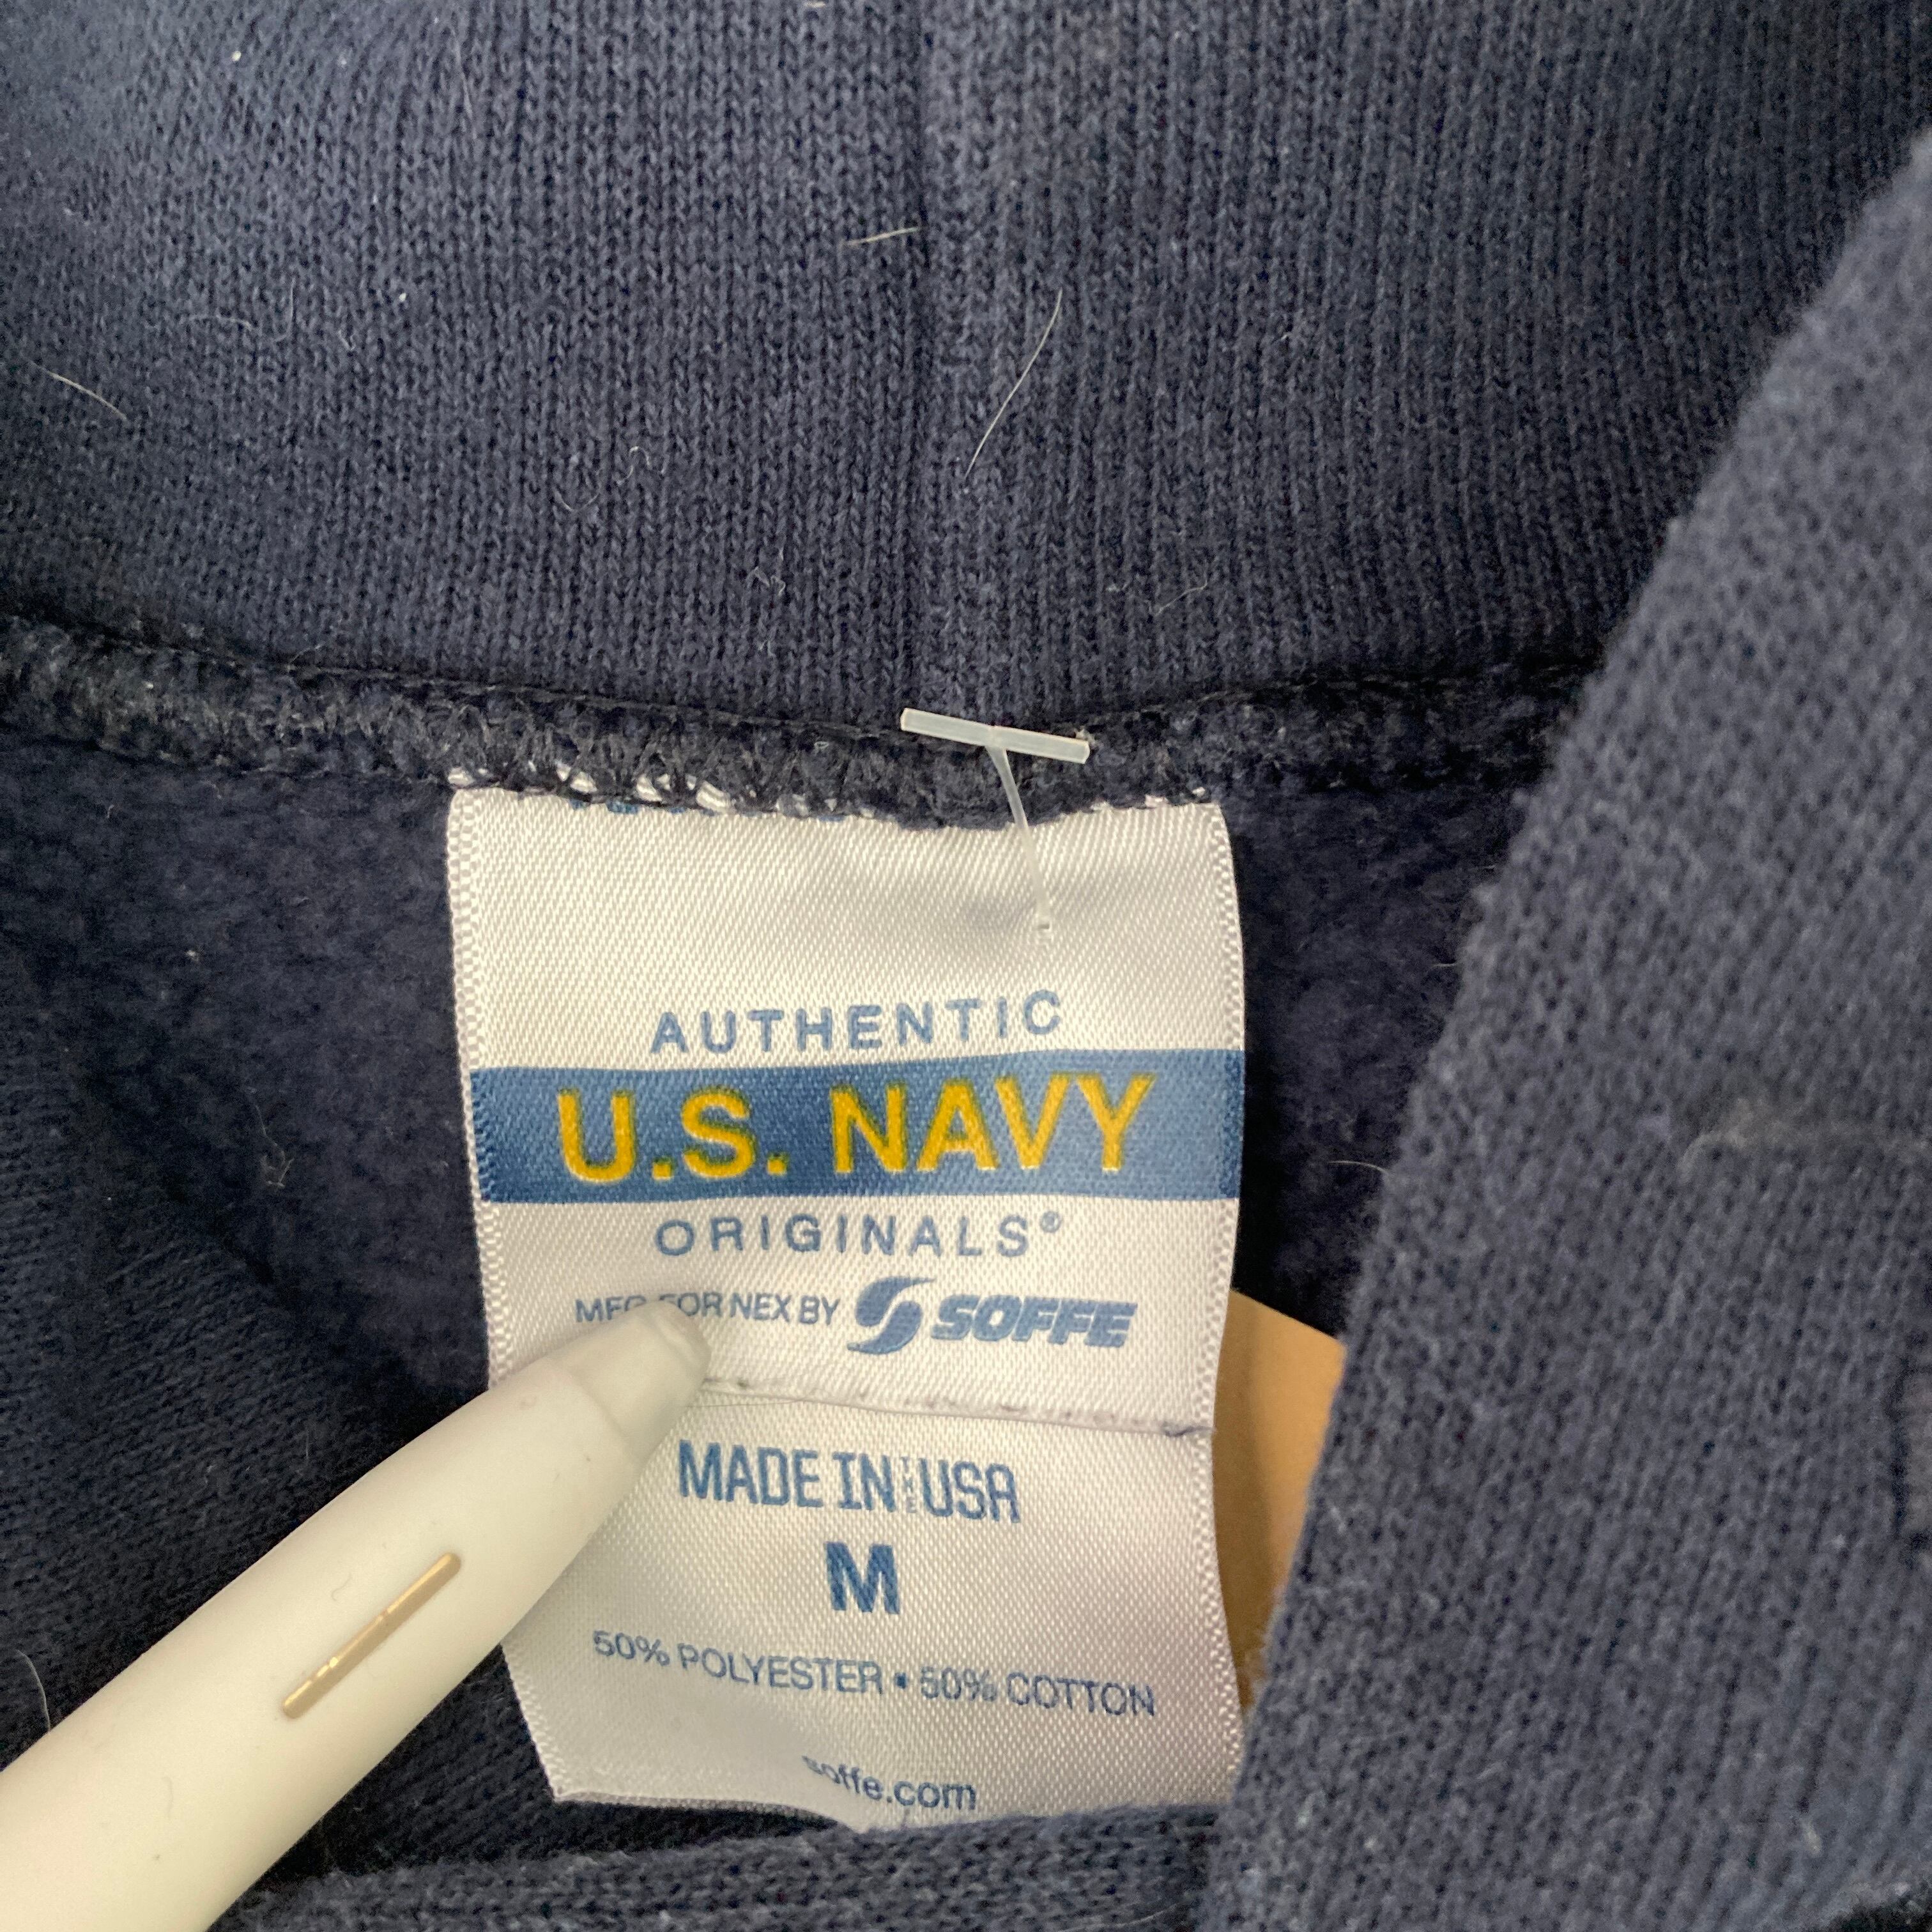 AUTHENTIC
U.S. NAVY
ORIGINALS®
MFG FOR NEX BY SOFFE
MADE IN THE USA
M
50% POLYESTER • 50% COTTON
soffe.com